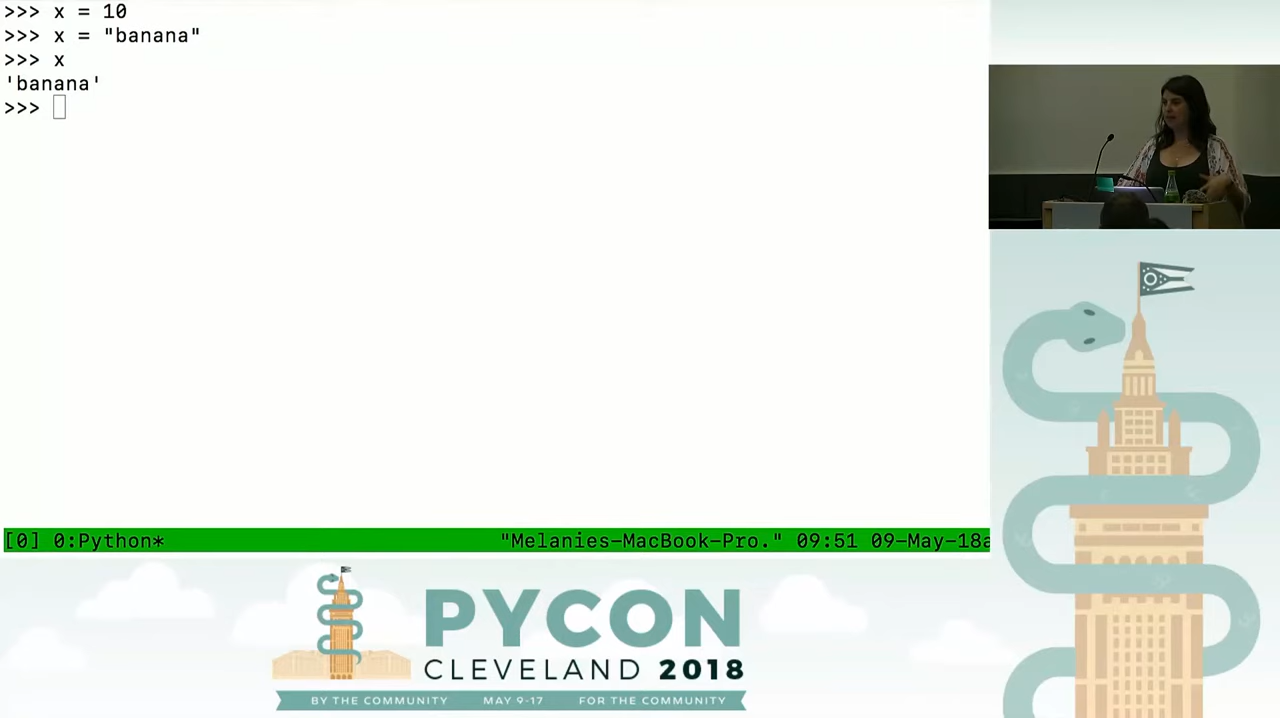 >>> x = 10
>>> x = "banana"
>>> x
'banana'
>>>
[0] 0:Python* "Melanies-MacBook-Pro." 09:51 09-May-18a
PYCON
CLEVELAND 2018
BY THE COMMUNITY MAY 9-17 FOR THE COMMUNITY